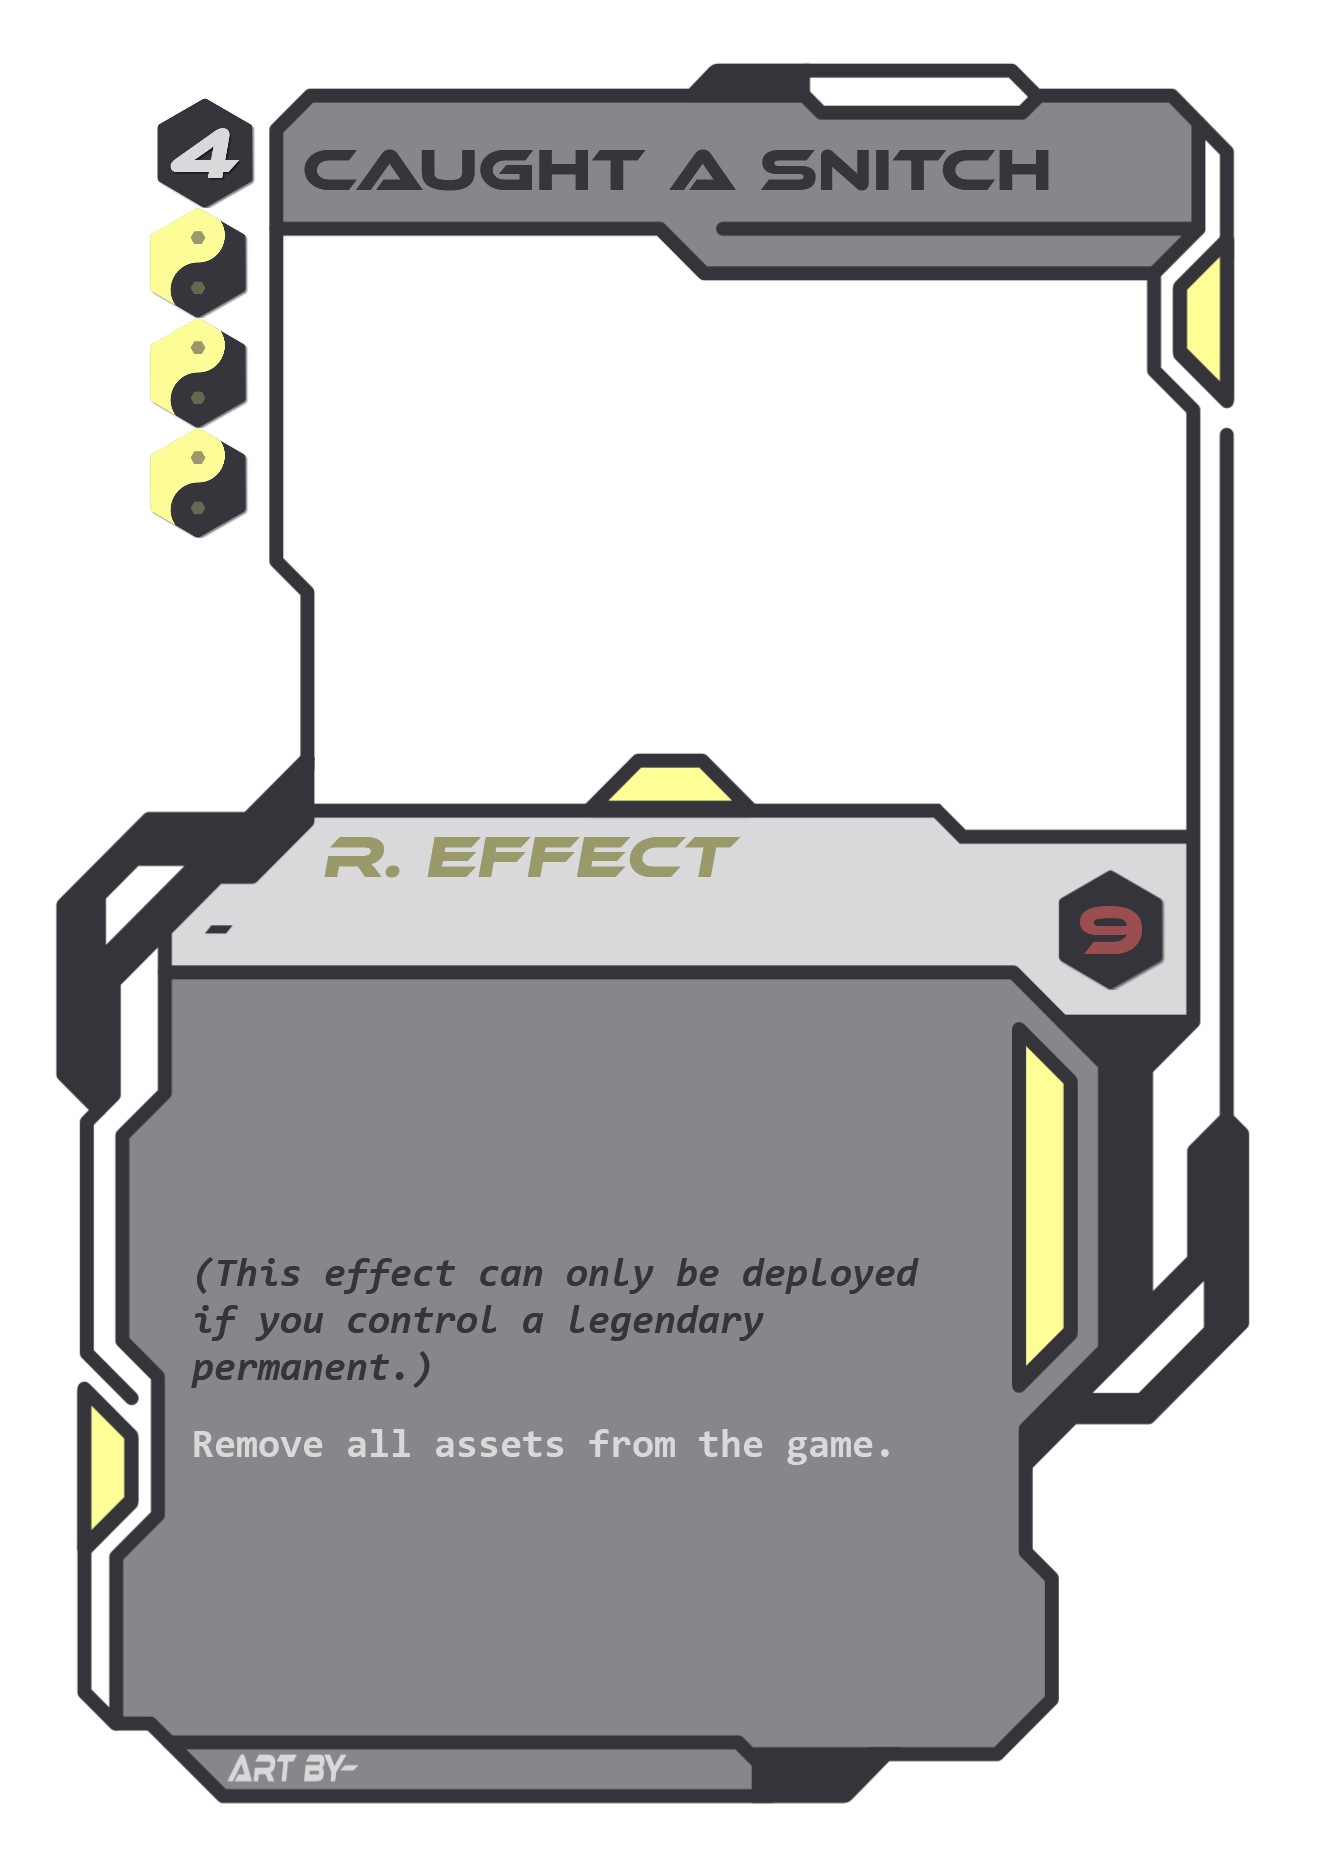 4
CAUGHT A SNITCH
R. EFFECT
-
9
(This effect can only be deployed
if you control a legendary
permanent.)
Remove all assets from the game.
ART BY-